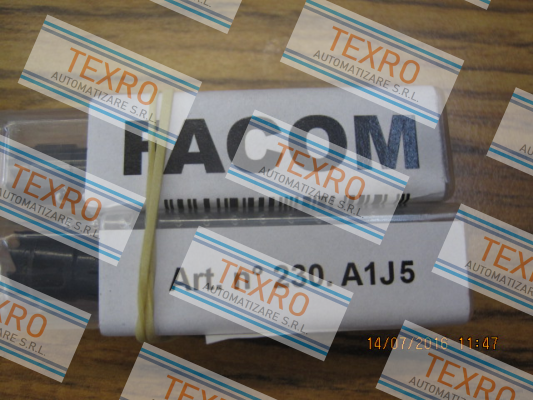 FACOM
Art. n° 230. A1J5
14/07/2016 11:47
TEXRO
AUTOMATIZARE S.R.L.